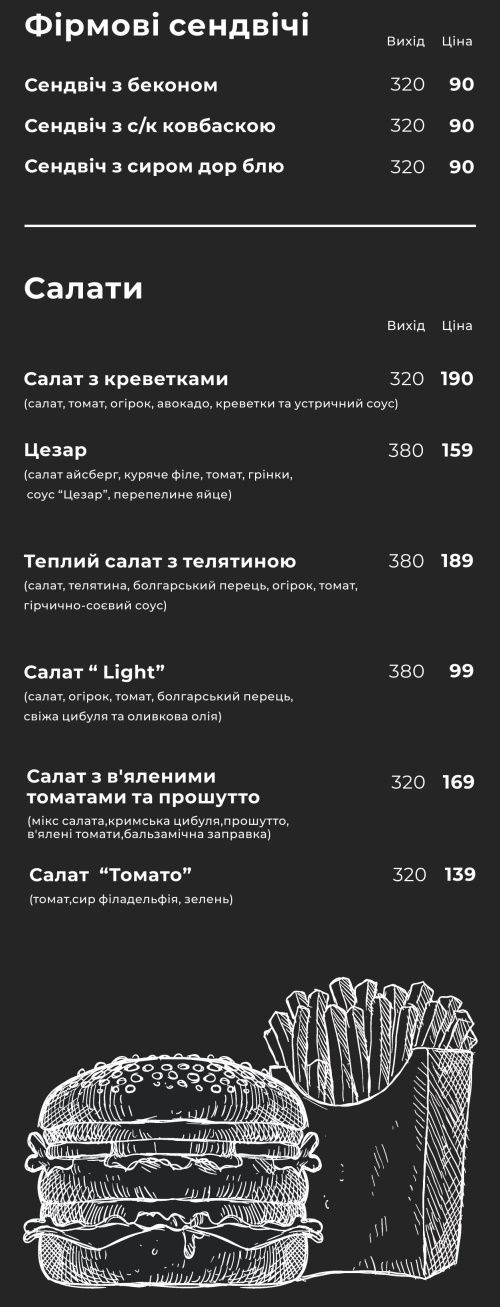 Фірмові сендвічі
Вихід Ціна
Сендвіч з беконом 320 90
Сендвіч з с/к ковбаскою 320 90
Сендвіч з сиром дор блю 320 90
Салати
Вихід Ціна
Салат з креветками 320 190
(салат, томат, огірок, авокадо, креветки та устричний соус)
Цезар 380 159
(салат айсберг, куряче філе, томат, грінки,
соус “Цезар”, перепелине яйце)
Теплий салат з телятиною 380 189
(салат, телятина, болгарський перець, огірок, томат,
гірчично-соєвий соус)
Салат “ Light” 380 99
(салат, огірок, томат, болгарський перець,
свіжа цибуля та оливкова олія)
Салат з в'яленими
томатами та прошутто 320 169
(мікс салата,кримська цибуля,прошутто,
в'ялені томати,бальзамічна заправка)
Салат “Томато” 320 139
(томат,сир філадельфія, зелень)